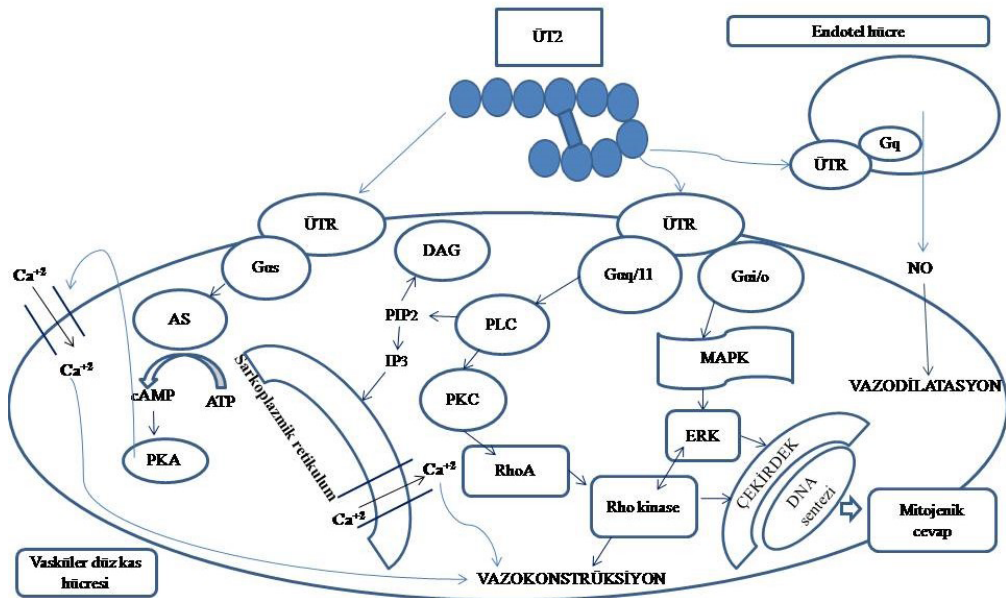 ÜT2
Endotel hücre
Gq
ÜTR
ÜTR
ÜTR
DAG
Gαs
Gαq/11
Gαi/o
NO
Ca+2
AS
PIP2
PLC
MAPK
Ca+2
IP3
VAZODİLATASYON
cAMP
ATP
PKC
Sarkoplazmik retikulum
ERK
PKA
RhoA
Ca+2
ÇEKİRDEK
DNA
sentezi
Ca+2
Rho kinase
Mitojenik
cevap
Vasküler düz kas
hücresi
VAZOKONSTRÜKSİYON